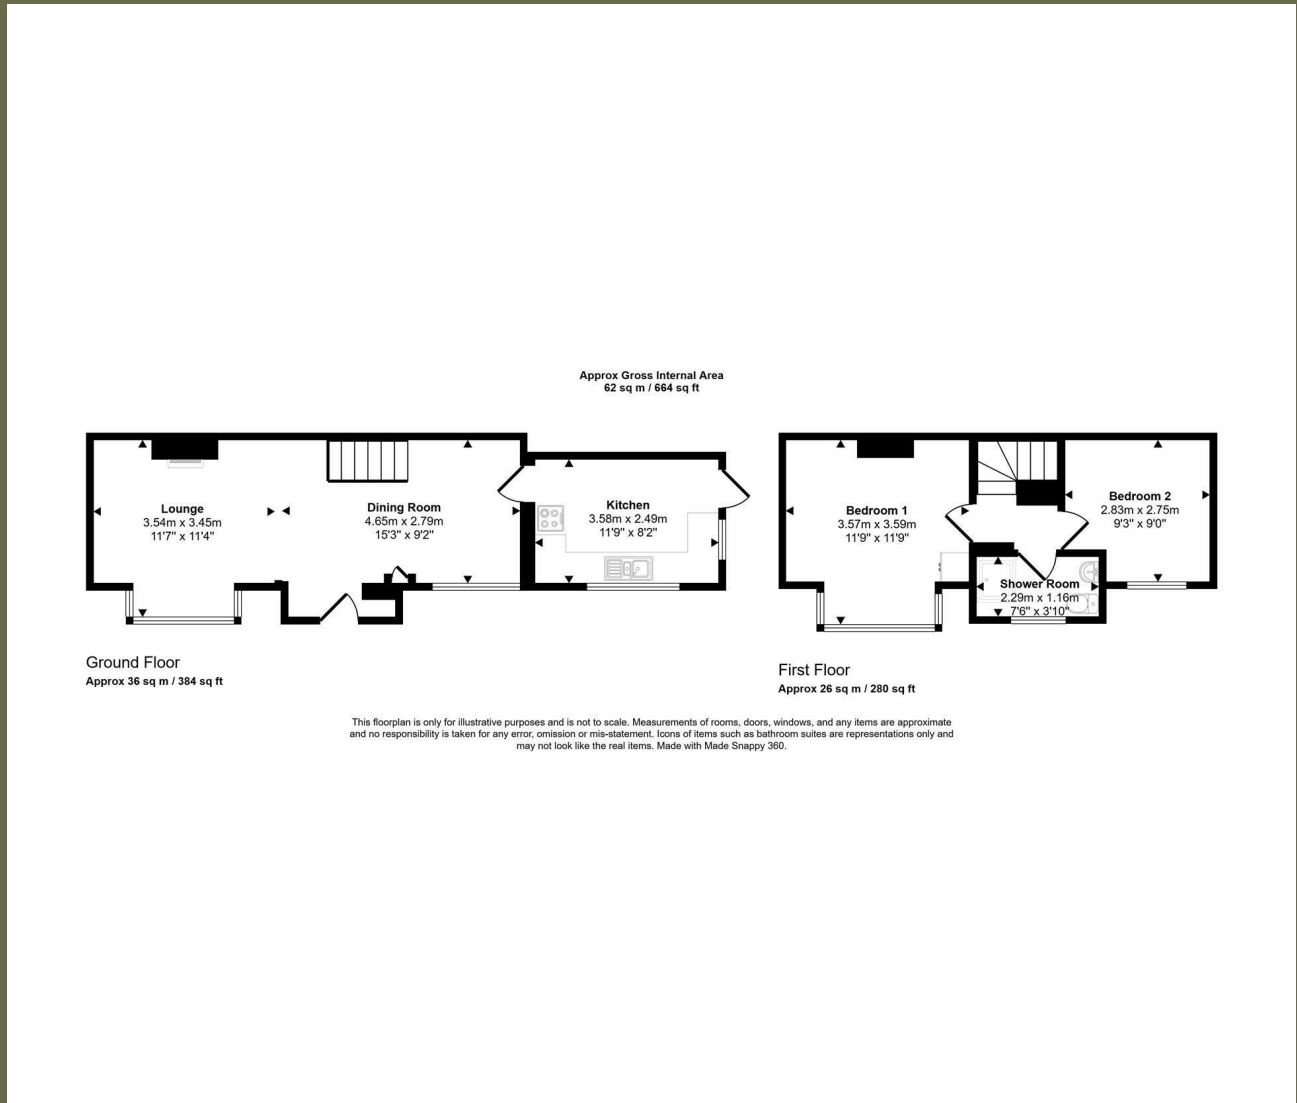 Approx Gross Internal Area
62 sq m / 664 sq ft
Lounge
3.54m x 3.45m
11'7" x 11'4"
Dining Room
4.65m x 2.79m
15'3" x 9'2"
Kitchen
3.58m x 2.49m
11'9" x 8'2"
Ground Floor
Approx 36 sq m / 384 sq ft
Bedroom 1
3.57m x 3.59m
11'9" x 11'9"
Bedroom 2
2.83m x 2.75m
9'3" x 9'0"
Shower Room
2.29m x 1.16m
7'6" x 3'10"
First Floor
Approx 26 sq m / 280 sq ft
This floorplan is only for illustrative purposes and is not to scale. Measurements of rooms, doors, windows, and any items are approximate
and no responsibility is taken for any error, omission or mis-statement. Icons of items such as bathroom suites are representations only and
may not look like the real items. Made with Made Snappy 360.